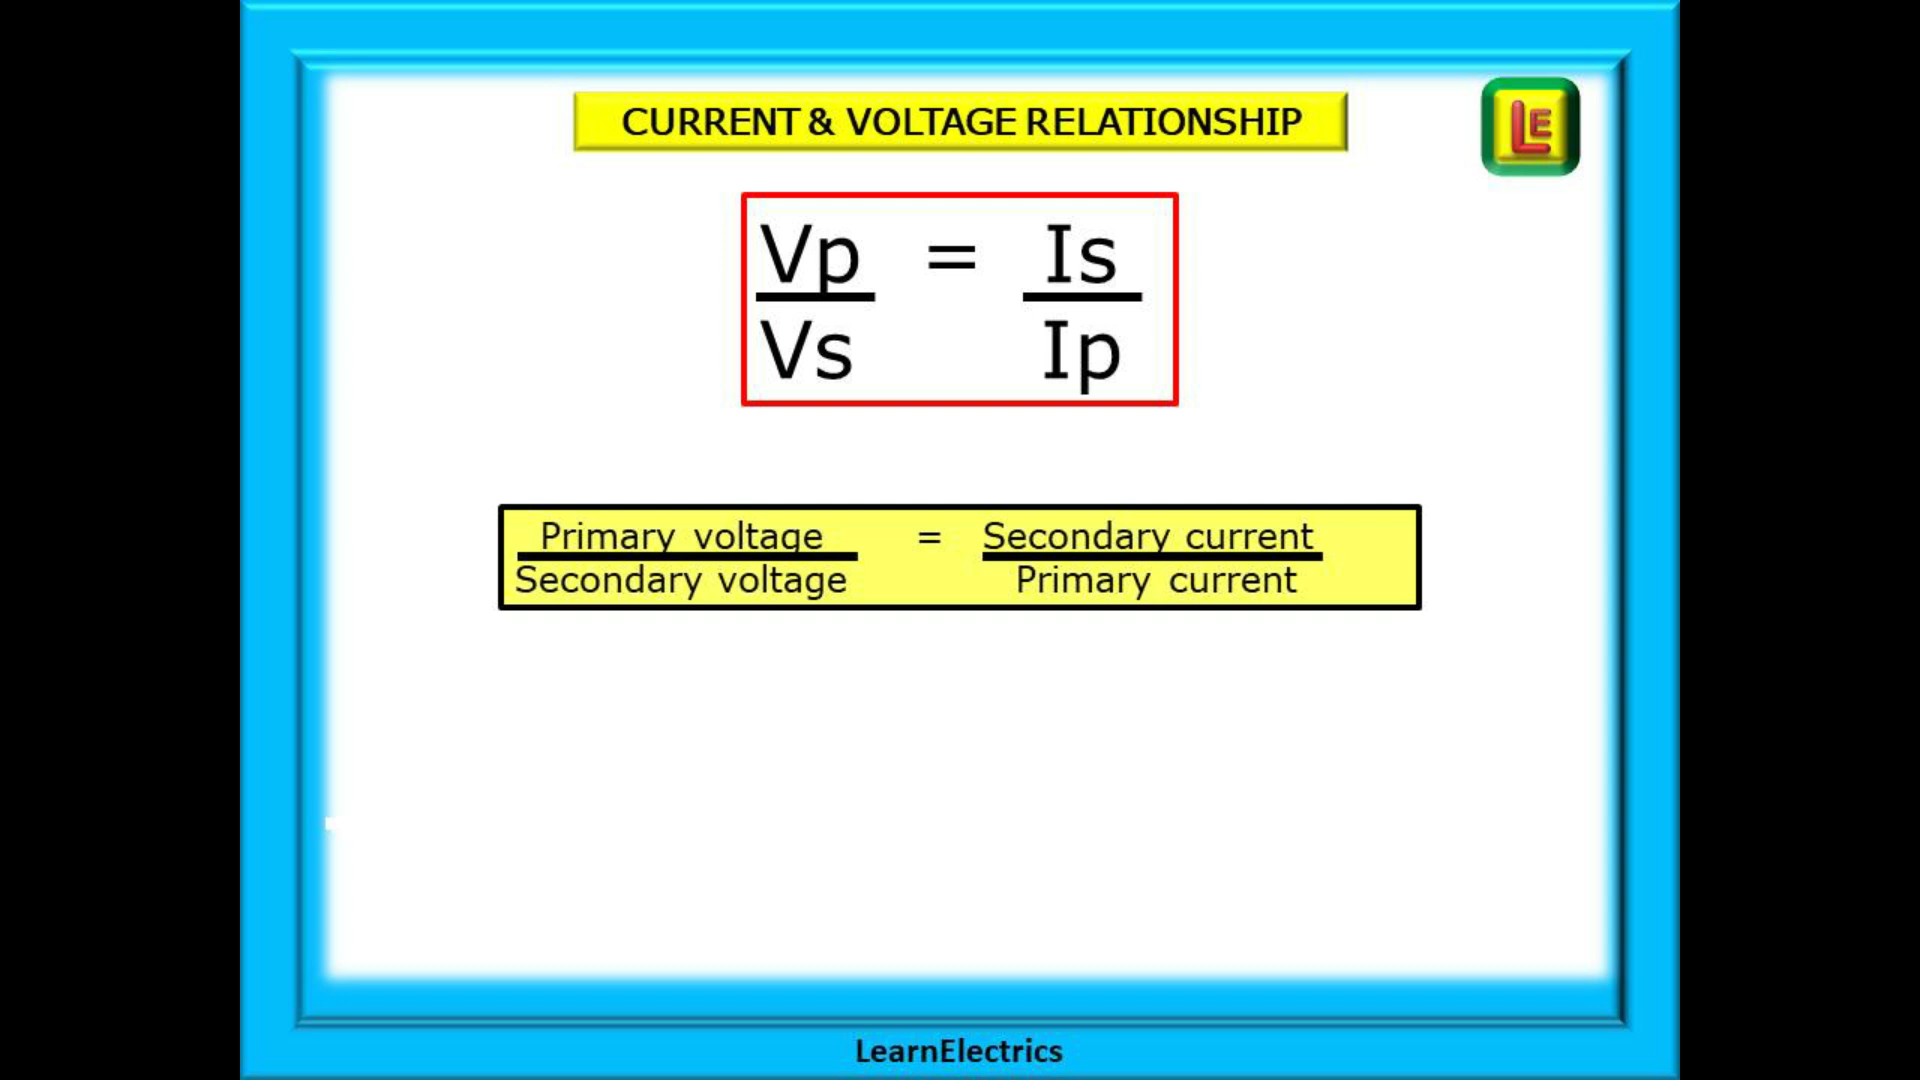 CURRENT & VOLTAGE RELATIONSHIP
LE
Vp = Is
Vs Ip
Primary voltage = Secondary current
Secondary voltage Primary current
LearnElectrics